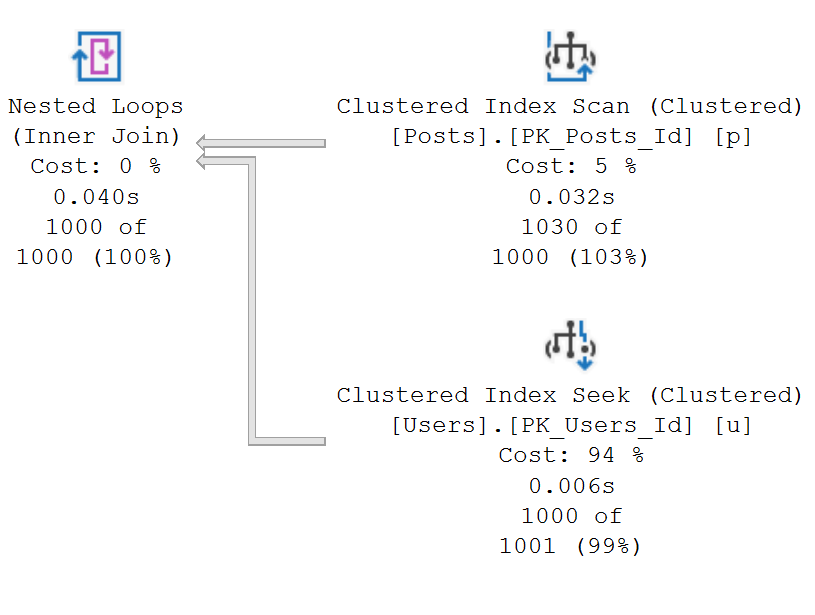 Nested Loops
(Inner Join)
Cost: 0 %
0.040s
1000 of
1000 (100%)
Clustered Index Scan (Clustered)
[Posts].[PK_Posts_Id] [p]
Cost: 5 %
0.032s
1030 of
1000 (103%)
Clustered Index Seek (Clustered)
[Users].[PK_Users_Id] [u]
Cost: 94 %
0.006s
1000 of
1001 (99%)